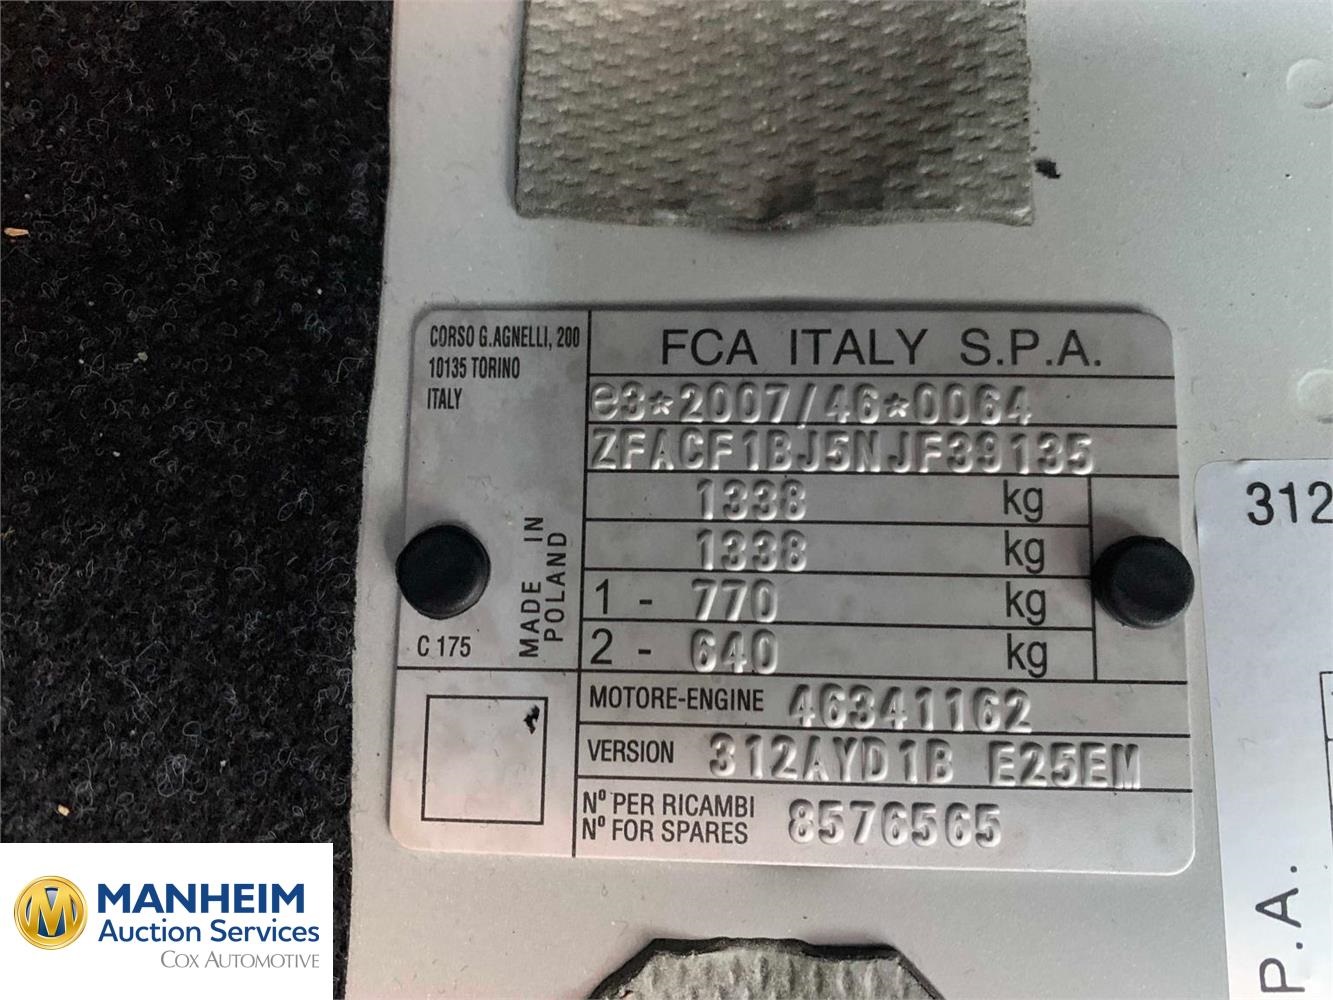 CORSO G.AGNELLI, 200
10135 TORINO
ITALY
FCA ITALY S.P.A.
e3*2007/46*0064
ZFACF1BJ5NJF39135
1338 kg
1338 kg
1 - 770 kg
2 - 640 kg
MADE IN
POLAND
C 175
MOTORE-ENGINE 46341162
VERSION 312AYD1B E25EM
Nº PER RICAMBI
Nº FOR SPARES 8576565
312
P.A.
MANHEIM
Auction Services
COX AUTOMOTIVE